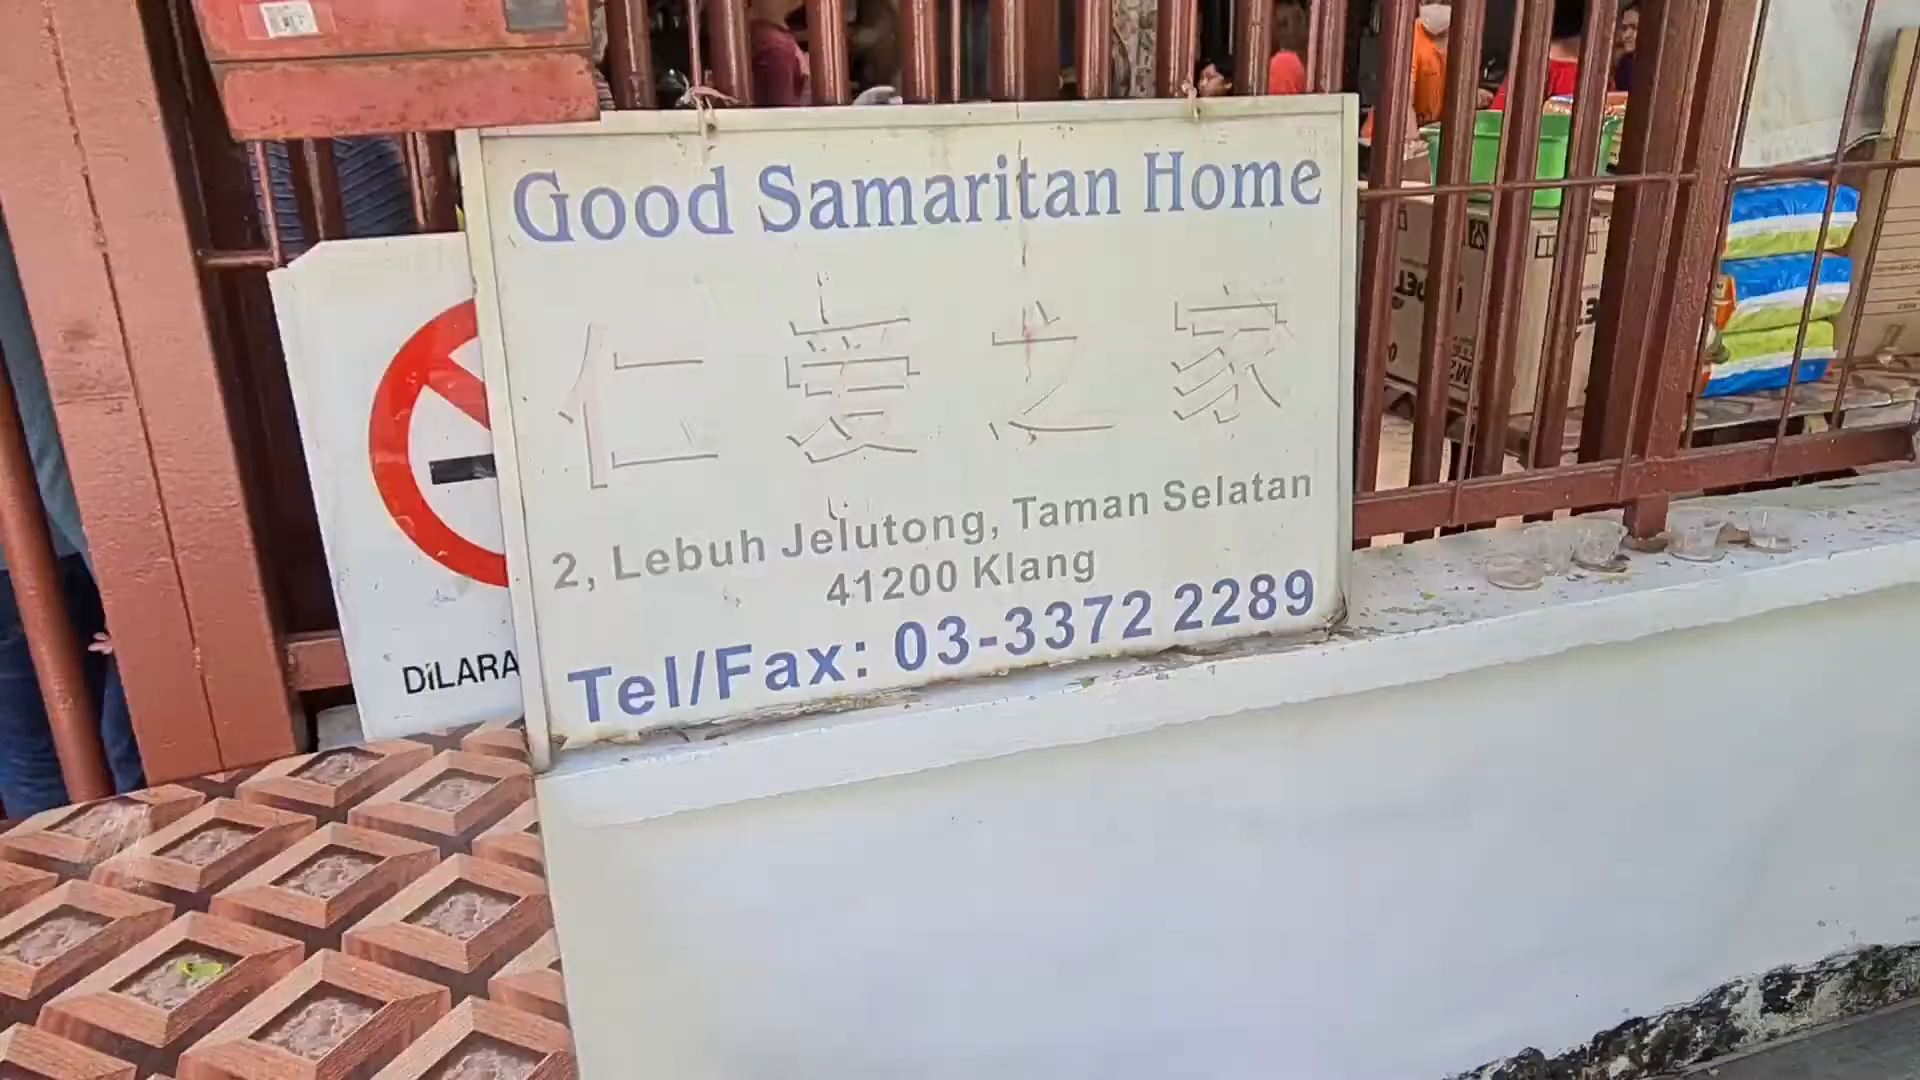 Good Samaritan Home
仁爱之家
2, Lebuh Jelutong, Taman Selatan
41200 Klang
Tel/Fax: 03-3372 2289
DiLARA